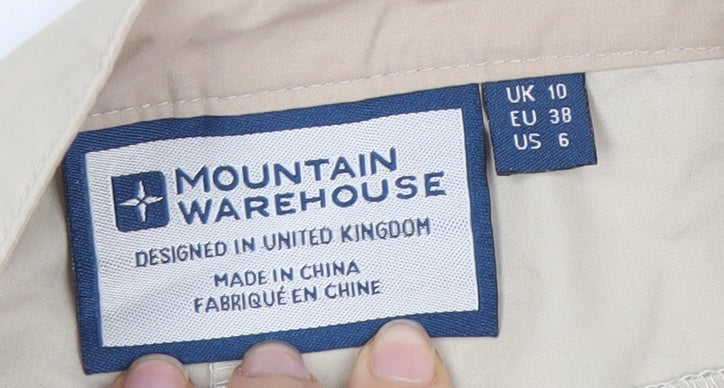 MOUNTAIN
WAREHOUSE
DESIGNED IN UNITED KINGDOM
MADE IN CHINA
FABRIQUÉ EN CHINE
UK 10
EU 38
US 6